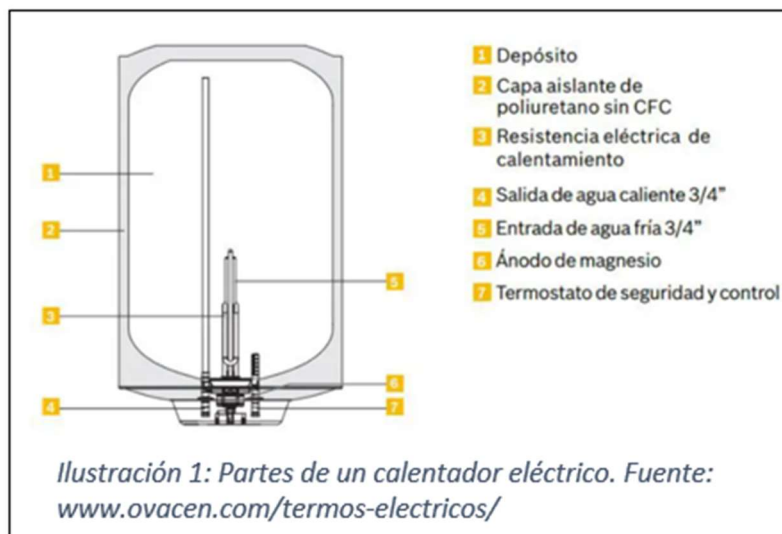 1 Depósito
2 Capa aislante de
poliuretano sin CFC
3 Resistencia eléctrica de
calentamiento
4 Salida de agua caliente 3/4"
5 Entrada de agua fría 3/4"
6 Ánodo de magnesio
7 Termostato de seguridad y control
1
2
5
3
6
4
7
Ilustración 1: Partes de un calentador eléctrico. Fuente:
www.ovacen.com/termos-electricos/